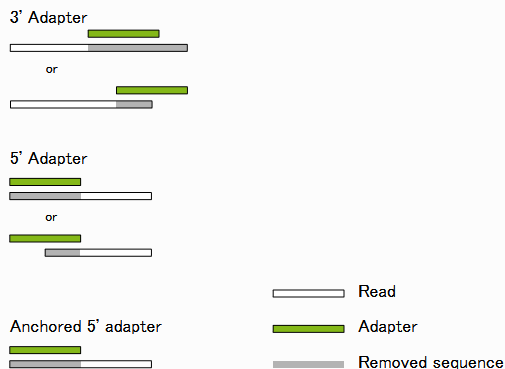 3' Adapter
or
5' Adapter
or
Anchored 5' adapter
Read
Adapter
Removed sequence